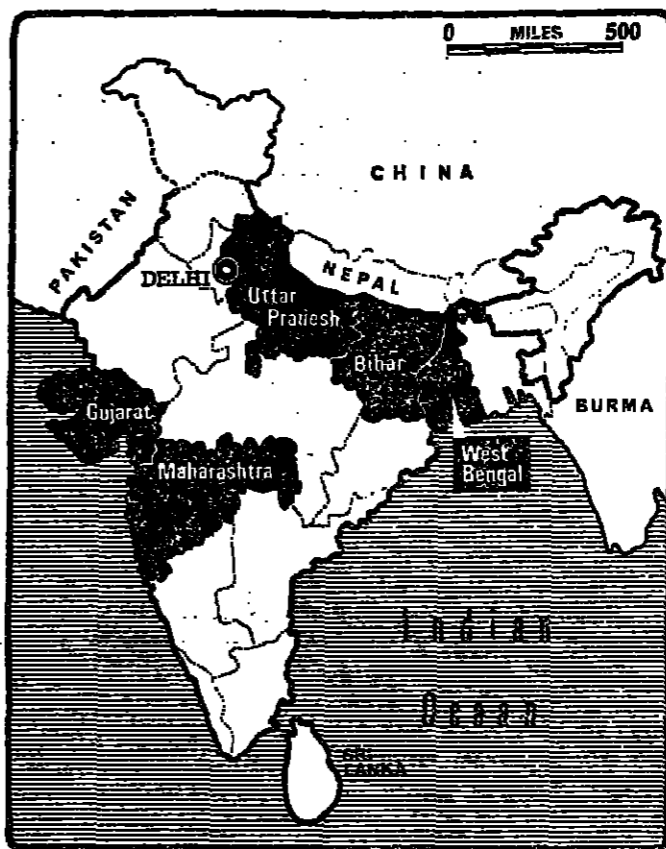 0 MILES 500
CHINA
PAKISTAN
NEPAL
DELHI
Uttar
Pradesh
Bihar
Gujarat
BURMA
Maharashtra
West
Bengal
Indian
Ocean
SRI
LANKA